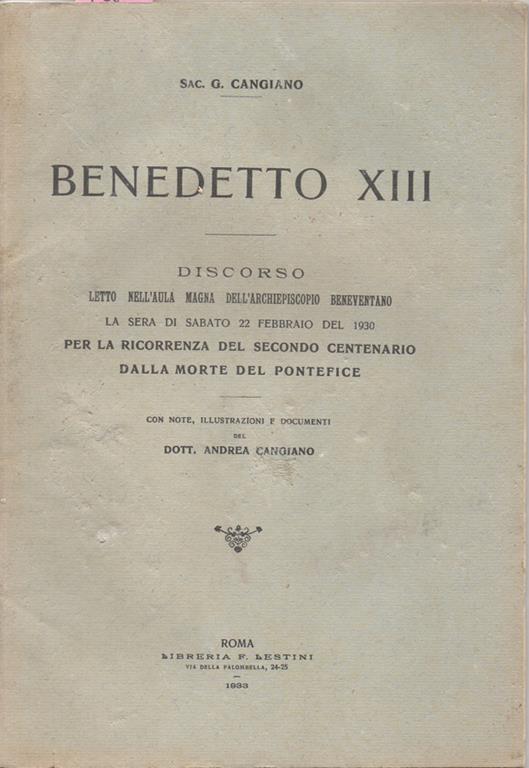 Sac. G. CANGIANO
BENEDETTO XIII
DISCORSO
LETTO NELL'AULA MAGNA DELL'ARCHIEPISCOPIO BENEVENTANO
LA SERA DI SABATO 22 FEBBRAIO DEL 1930
PER LA RICORRENZA DEL SECONDO CENTENARIO
DALLA MORTE DEL PONTEFICE
CON NOTE, ILLUSTRAZIONI E DOCUMENTI
DEL
DOTT. ANDREA CANGIANO
ROMA
LIBRERIA F. LESTINI
VIA DELLA PALOMBELLA, 24-25
1933